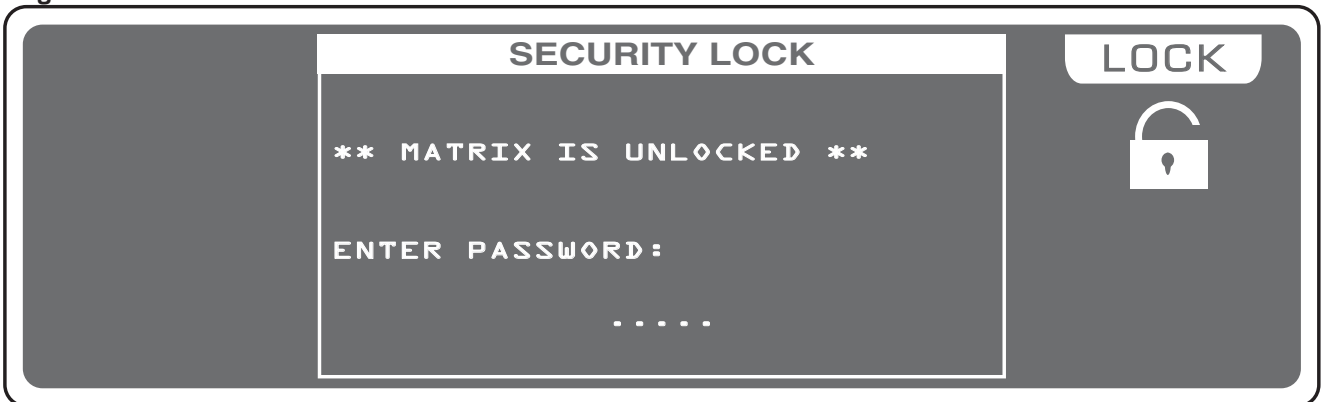 SECURITY LOCK
LOCK
** MATRIX IS UNLOCKED **
ENTER PASSWORD:
.....